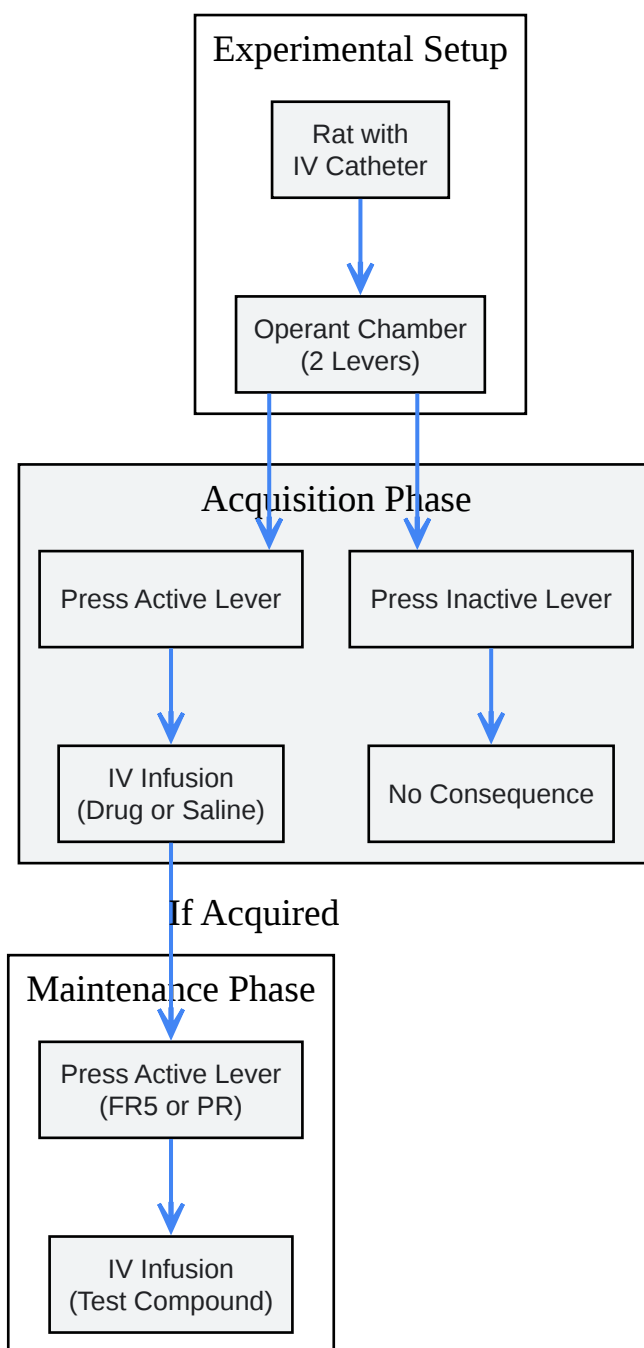 Experimental Setup
Rat with
IV Catheter
Operant Chamber
(2 Levers)
Acquisition Phase
Press Active Lever
Press Inactive Lever
IV Infusion
(Drug or Saline)
No Consequence
If Acquired
Maintenance Phase
Press Active Lever
(FR5 or PR)
IV Infusion
(Test Compound)